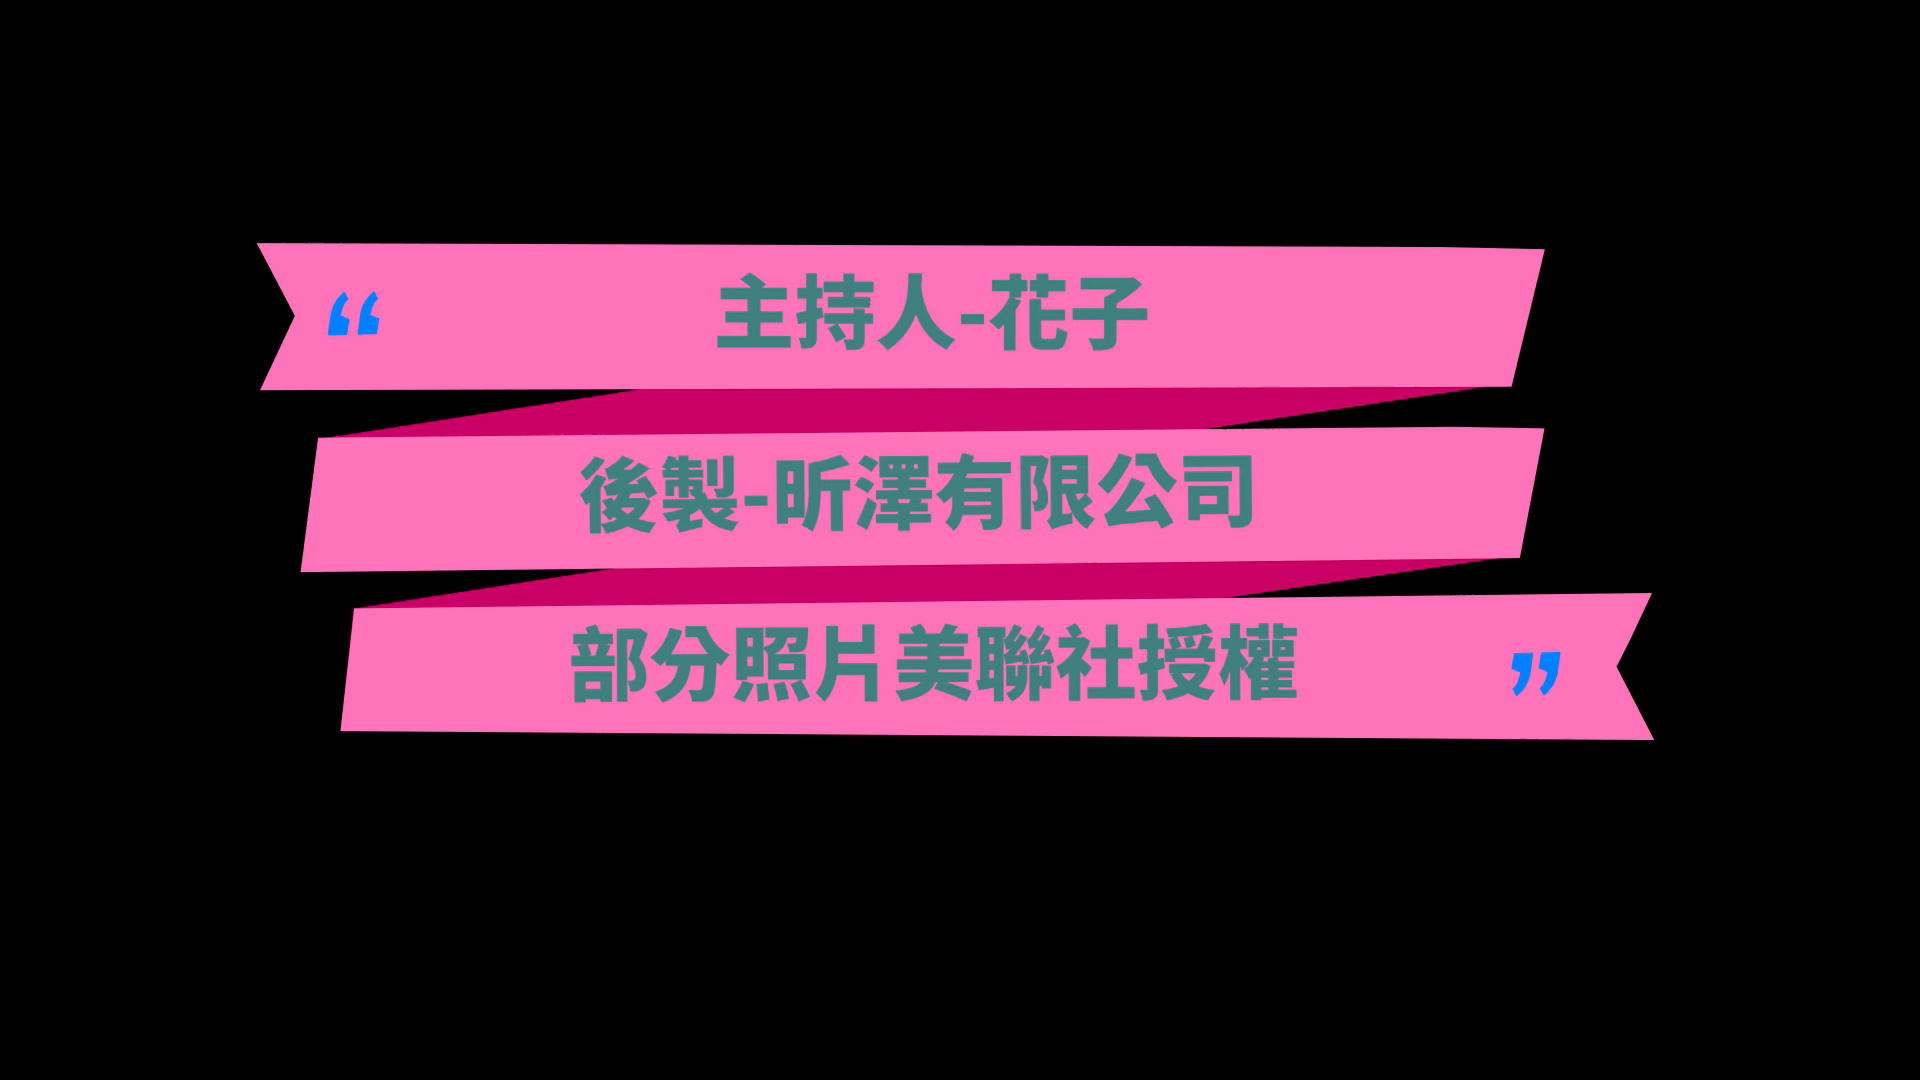 “主持人-花子
後製-昕澤有限公司
部分照片美聯社授權”